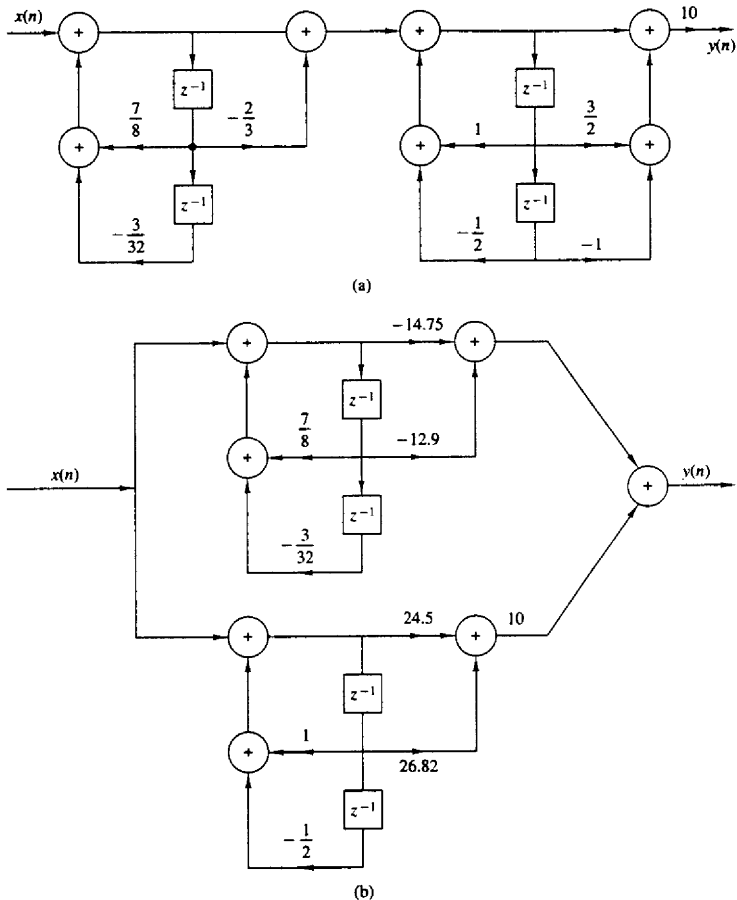 x(n)
10
y(n)
+ + + +
z⁻¹ z⁻¹
7/8 −2/3 1 3/2
+ + +
z⁻¹ z⁻¹
−3/32 −1/2 −1
(a)
−14.75
+ +
z⁻¹
7/8 −12.9
x(n) + + y(n)
z⁻¹
−3/32
24.5 10
+ +
z⁻¹
1
+
26.82
z⁻¹
−1/2
(b)